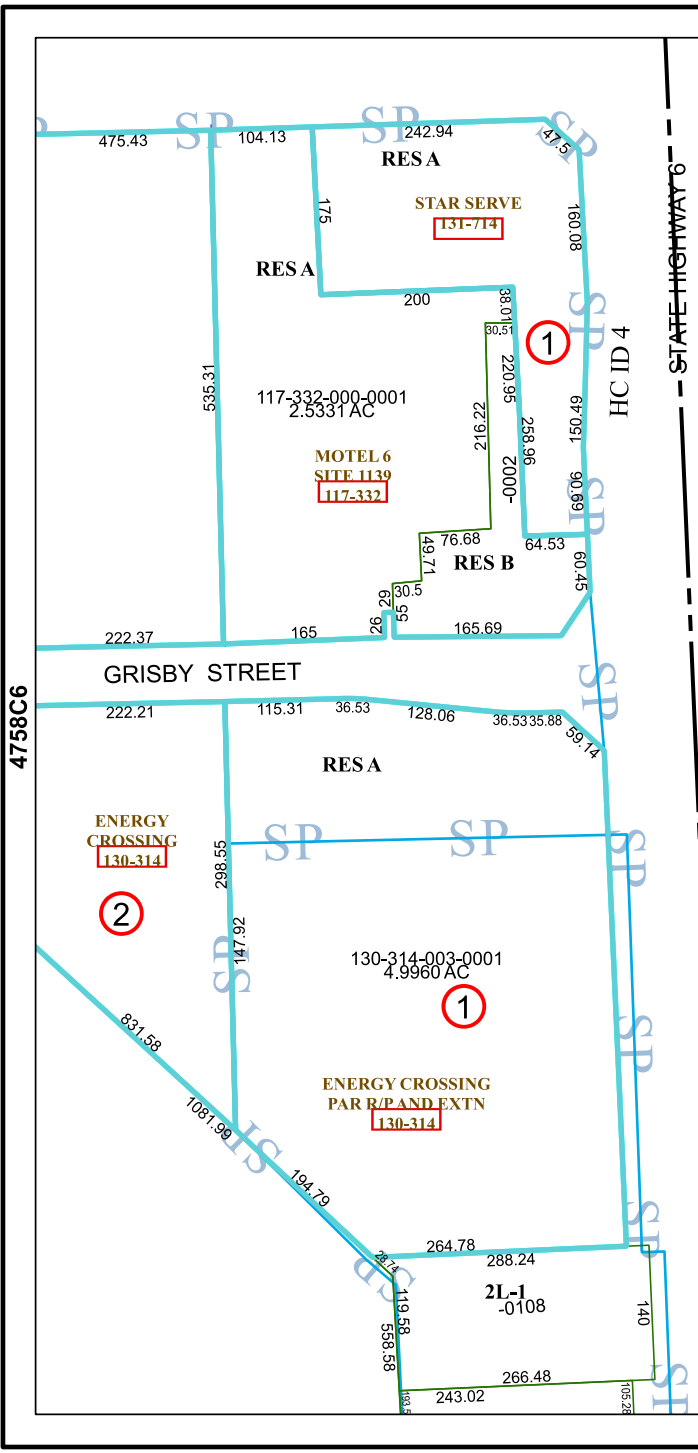 SP
SP
SP
475.43
104.13
242.94
47.5
RES A
175
STAR SERVE
131-714
160.08
STATE HIGHWAY 6
RES A
200
38.01
30.51
SP
1
HC ID 4
535.31
220.95
117-332-000-0001
2.5331 AC
216.22
258.96
150.49
MOTEL 6
SITE 1139
117-332
-0002
SP
90.69
76.68
64.53
49.71
RES B
60.45
30.5
29
55
26
222.37
165
165.69
GRISBY STREET
SP
4758C6
222.21
115.31
36.53
128.06
36.53
35.88
59.14
RES A
ENERGY
CROSSING
130-314
SP
SP
SP
298.55
2
147.92
SP
130-314-003-0001
4.9960 AC
1
SP
831.58
ENERGY CROSSING
PAR R/P AND EXTN
130-314
1081.99
SP
194.79
SP
264.78
288.24
28.74
SP
2L-1
-0108
119.58
140
558.58
266.48
243.02
105.28
SP